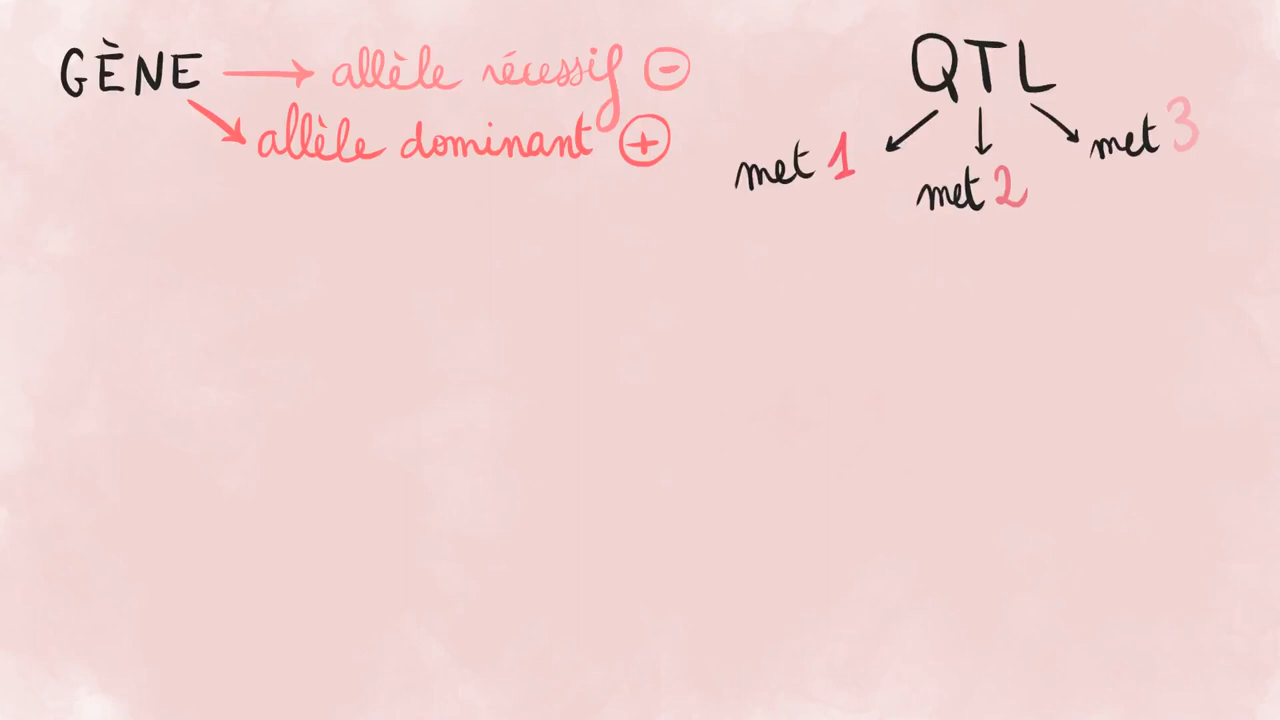 GÈNE → allèle récessif ⊖
allèle dominant ⊕
QTL
met 1
met 2
met 3